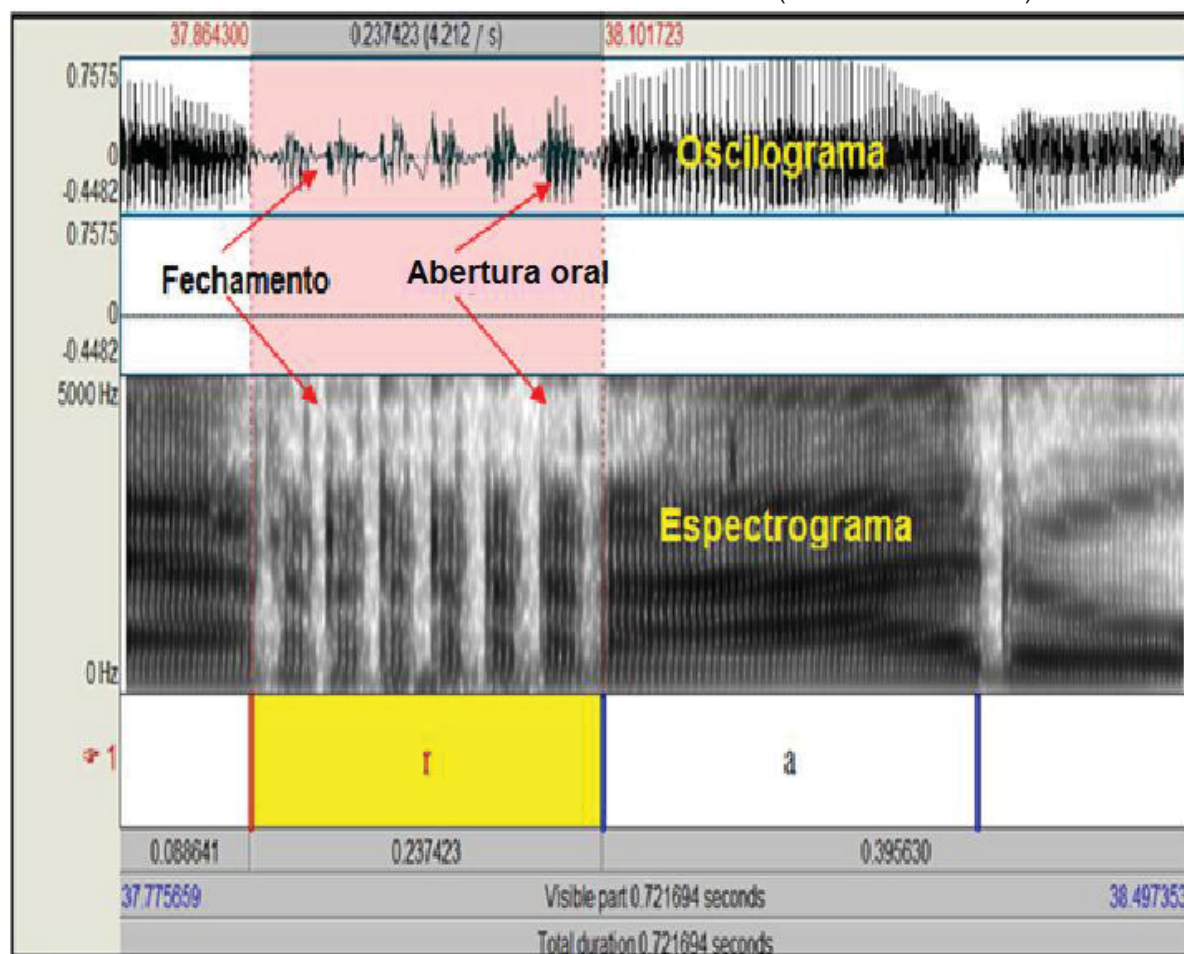 37.864300 0.237423 (4.212 / s) 38.101723
0.7575
0
-0.4482
Oscilograma
0.7575
0
-0.4482
Fechamento Abertura oral
5000 Hz
Espectrograma
0 Hz
1 r a
0.088641 0.237423 0.395630
37.775659 Visible part 0.721694 seconds 38.497353
Total duration 0.721694 seconds